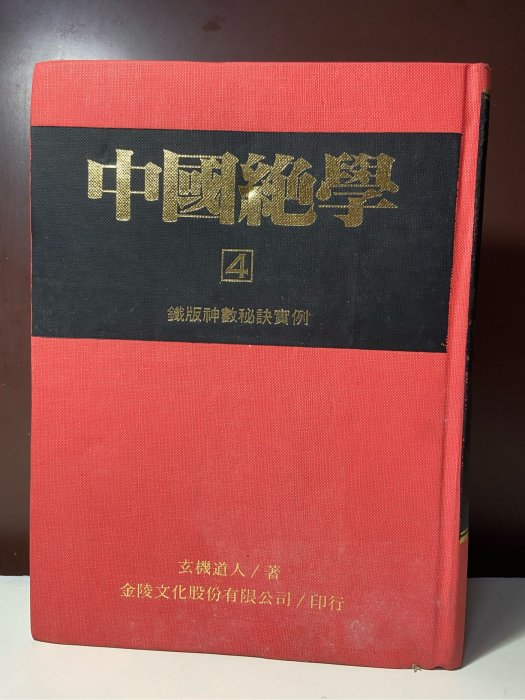 中國絶學
4
鐵版神數秘訣實例
玄機道人/著
金陵文化股份有限公司/印行